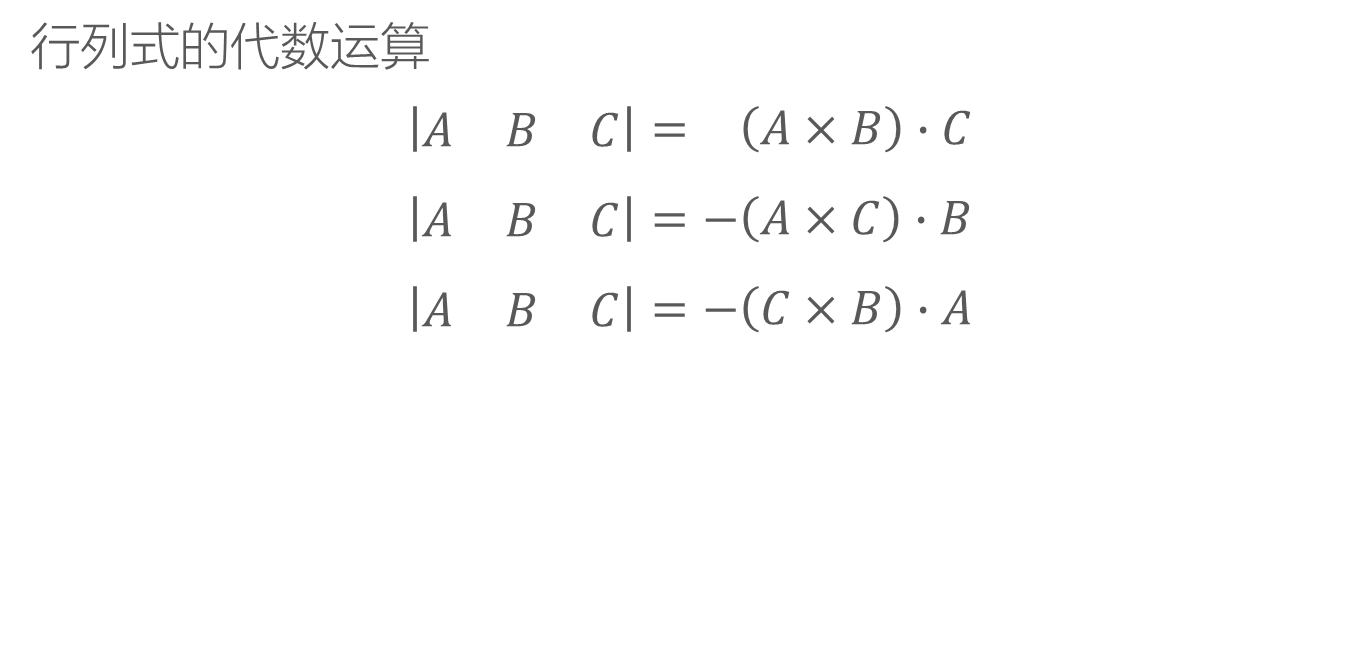 行列式的代数运算
|A B C| = (A × B) · C
|A B C| = −(A × C) · B
|A B C| = −(C × B) · A